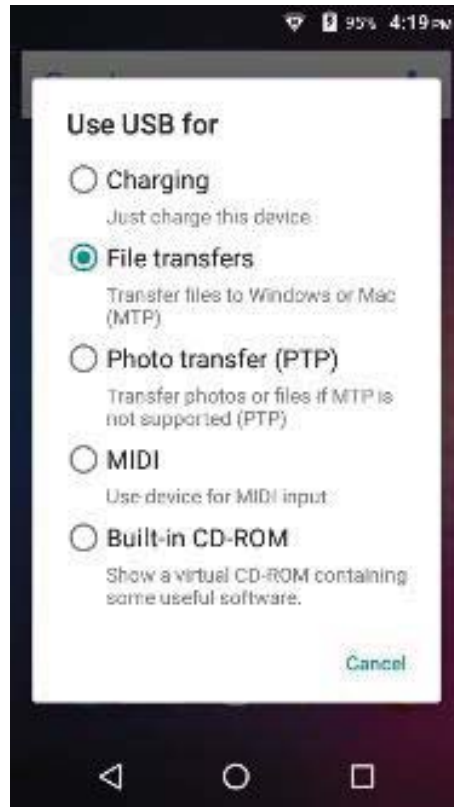 95% 4:19 PM
Use USB for
Charging
Just charge this device
File transfers
Transfer files to Windows or Mac
(MTP)
Photo transfer (PTP)
Transfer photos or files if MTP is
not supported (PTP)
MIDI
Use device for MIDI input
Built-in CD-ROM
Show a virtual CD-ROM containing
some useful software.
Cancel